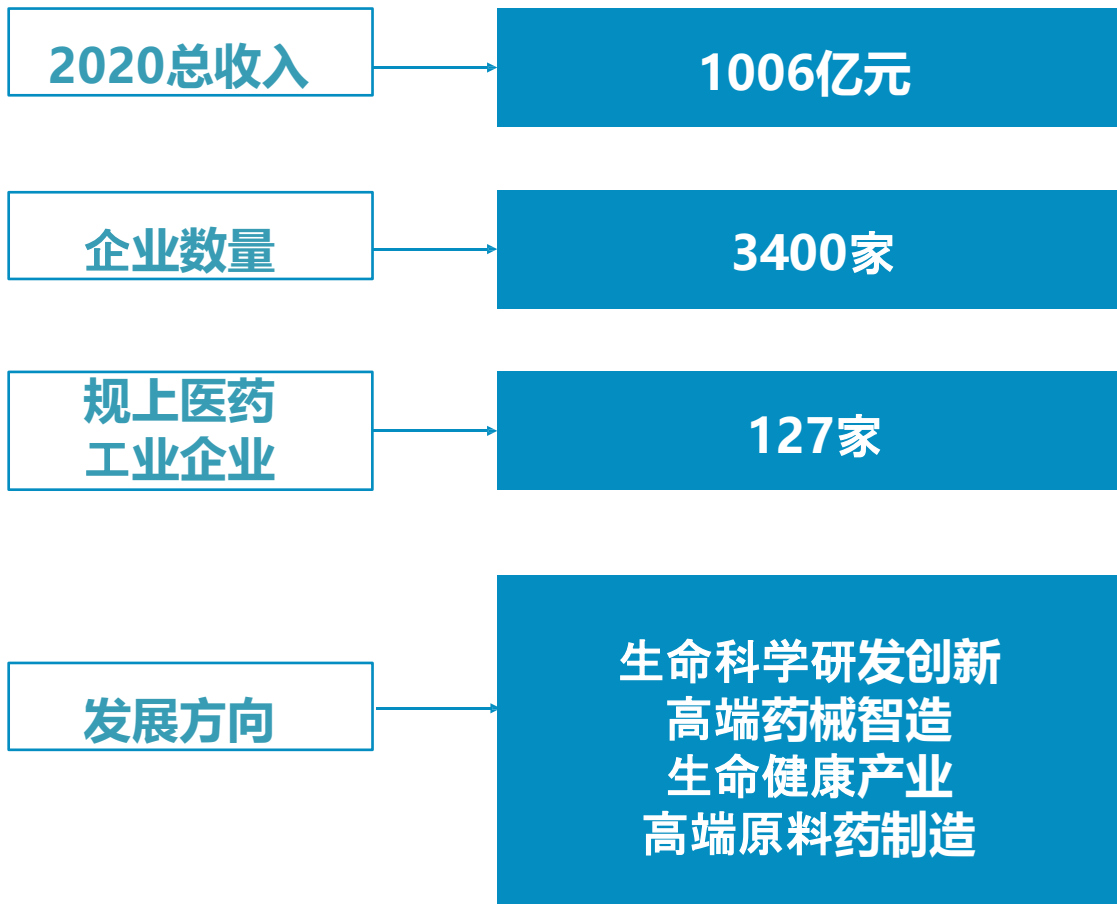 2020总收入
1006亿元
企业数量
3400家
规上医药
工业企业
127家
发展方向
生命科学研发创新
高端药械智造
生命健康产业
高端原料药制造